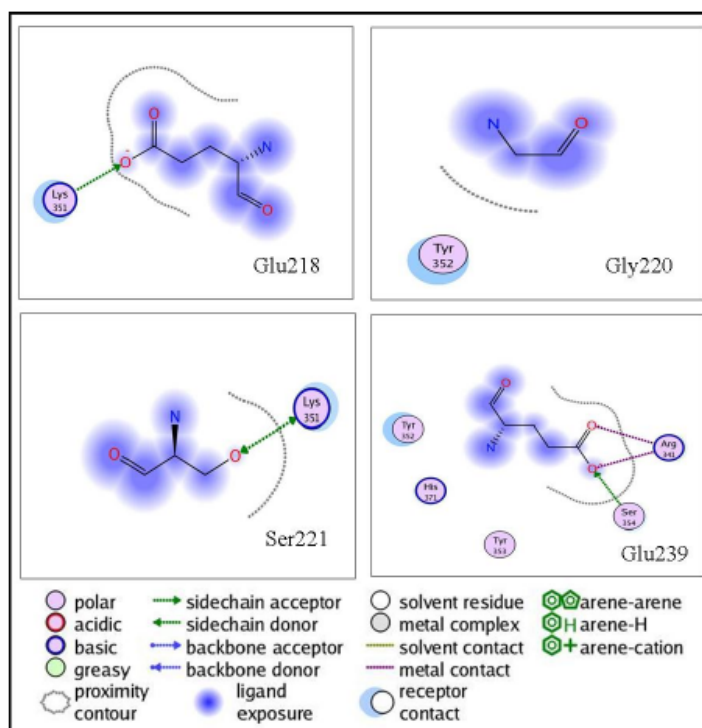 O
O
N
O
Lys
351
Glu218
N
O
Tyr
352
Gly220
N
O
O
Lys
351
Ser221
O
N
O
O
Tyr
352
His
371
Tyr
353
Arg
341
Ser
354
Glu239
polar
acidic
basic
greasy
proximity
contour
sidechain acceptor
sidechain donor
backbone acceptor
backbone donor
ligand
exposure
solvent residue
metal complex
solvent contact
metal contact
receptor
contact
arene-arene
H arene-H
+ arene-cation